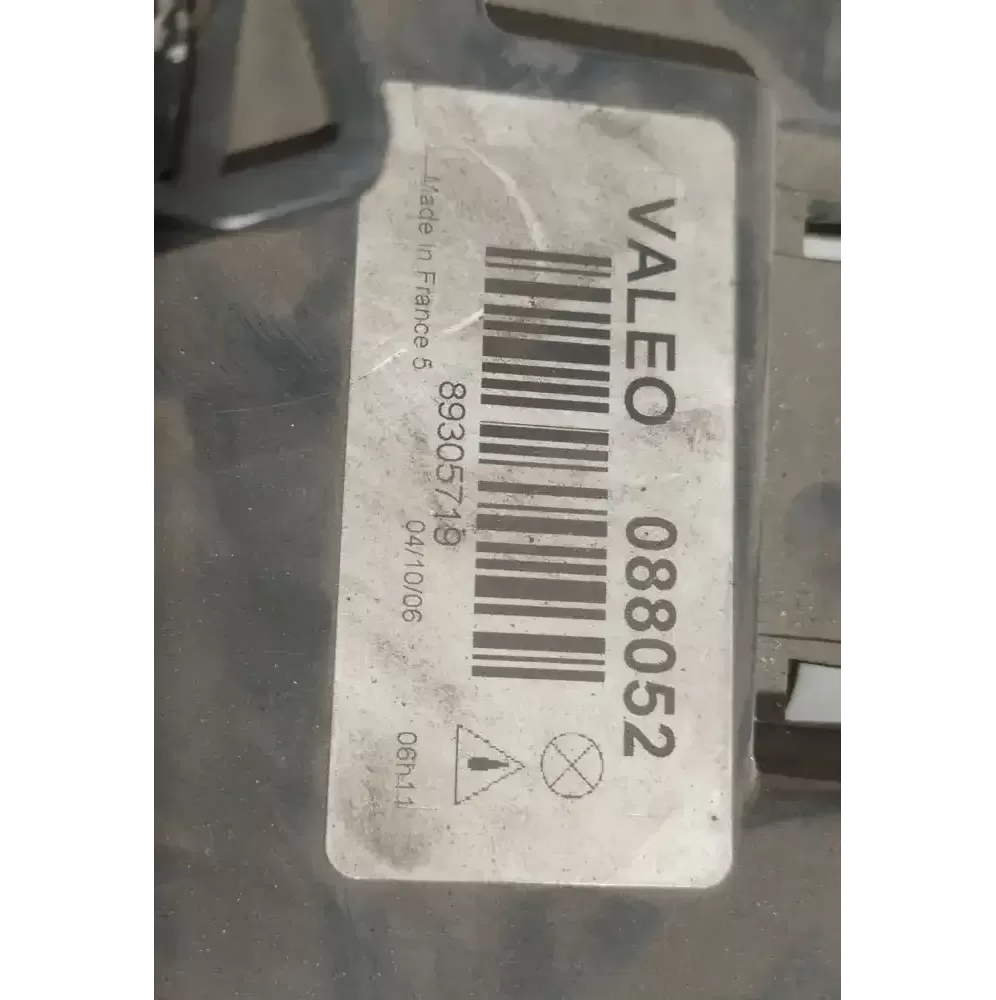 VALEO 088052
89305719
Made in France 5 04/10/06 06h11